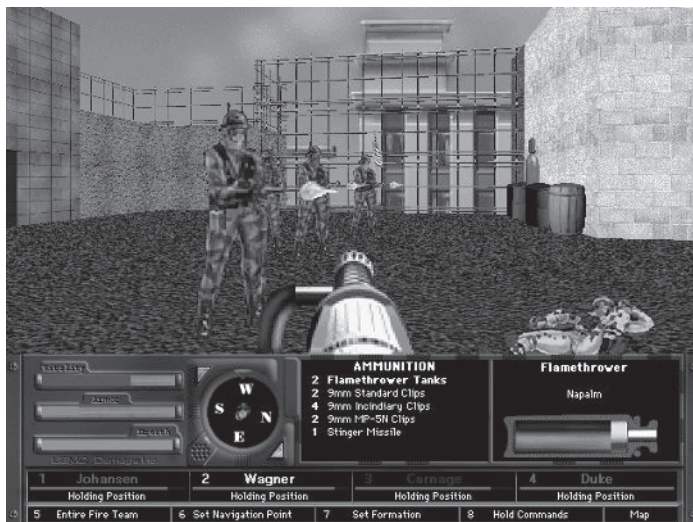 Vitality
W
S N
E
AMMUNITION
2 Flamethrower Tanks
2 9mm Standard Clips
4 9mm Incindiary Clips
2 9mm MP-5N Clips
1 Stinger Missile
Flamethrower
Napalm
1 Johansen
Holding Position
2 Wagner
Holding Position
3 Carnage
Holding Position
4 Duke
Holding Position
5 Entire Fire Team
6 Set Navigation Point
7 Set Formation
8 Hold Commands
Map